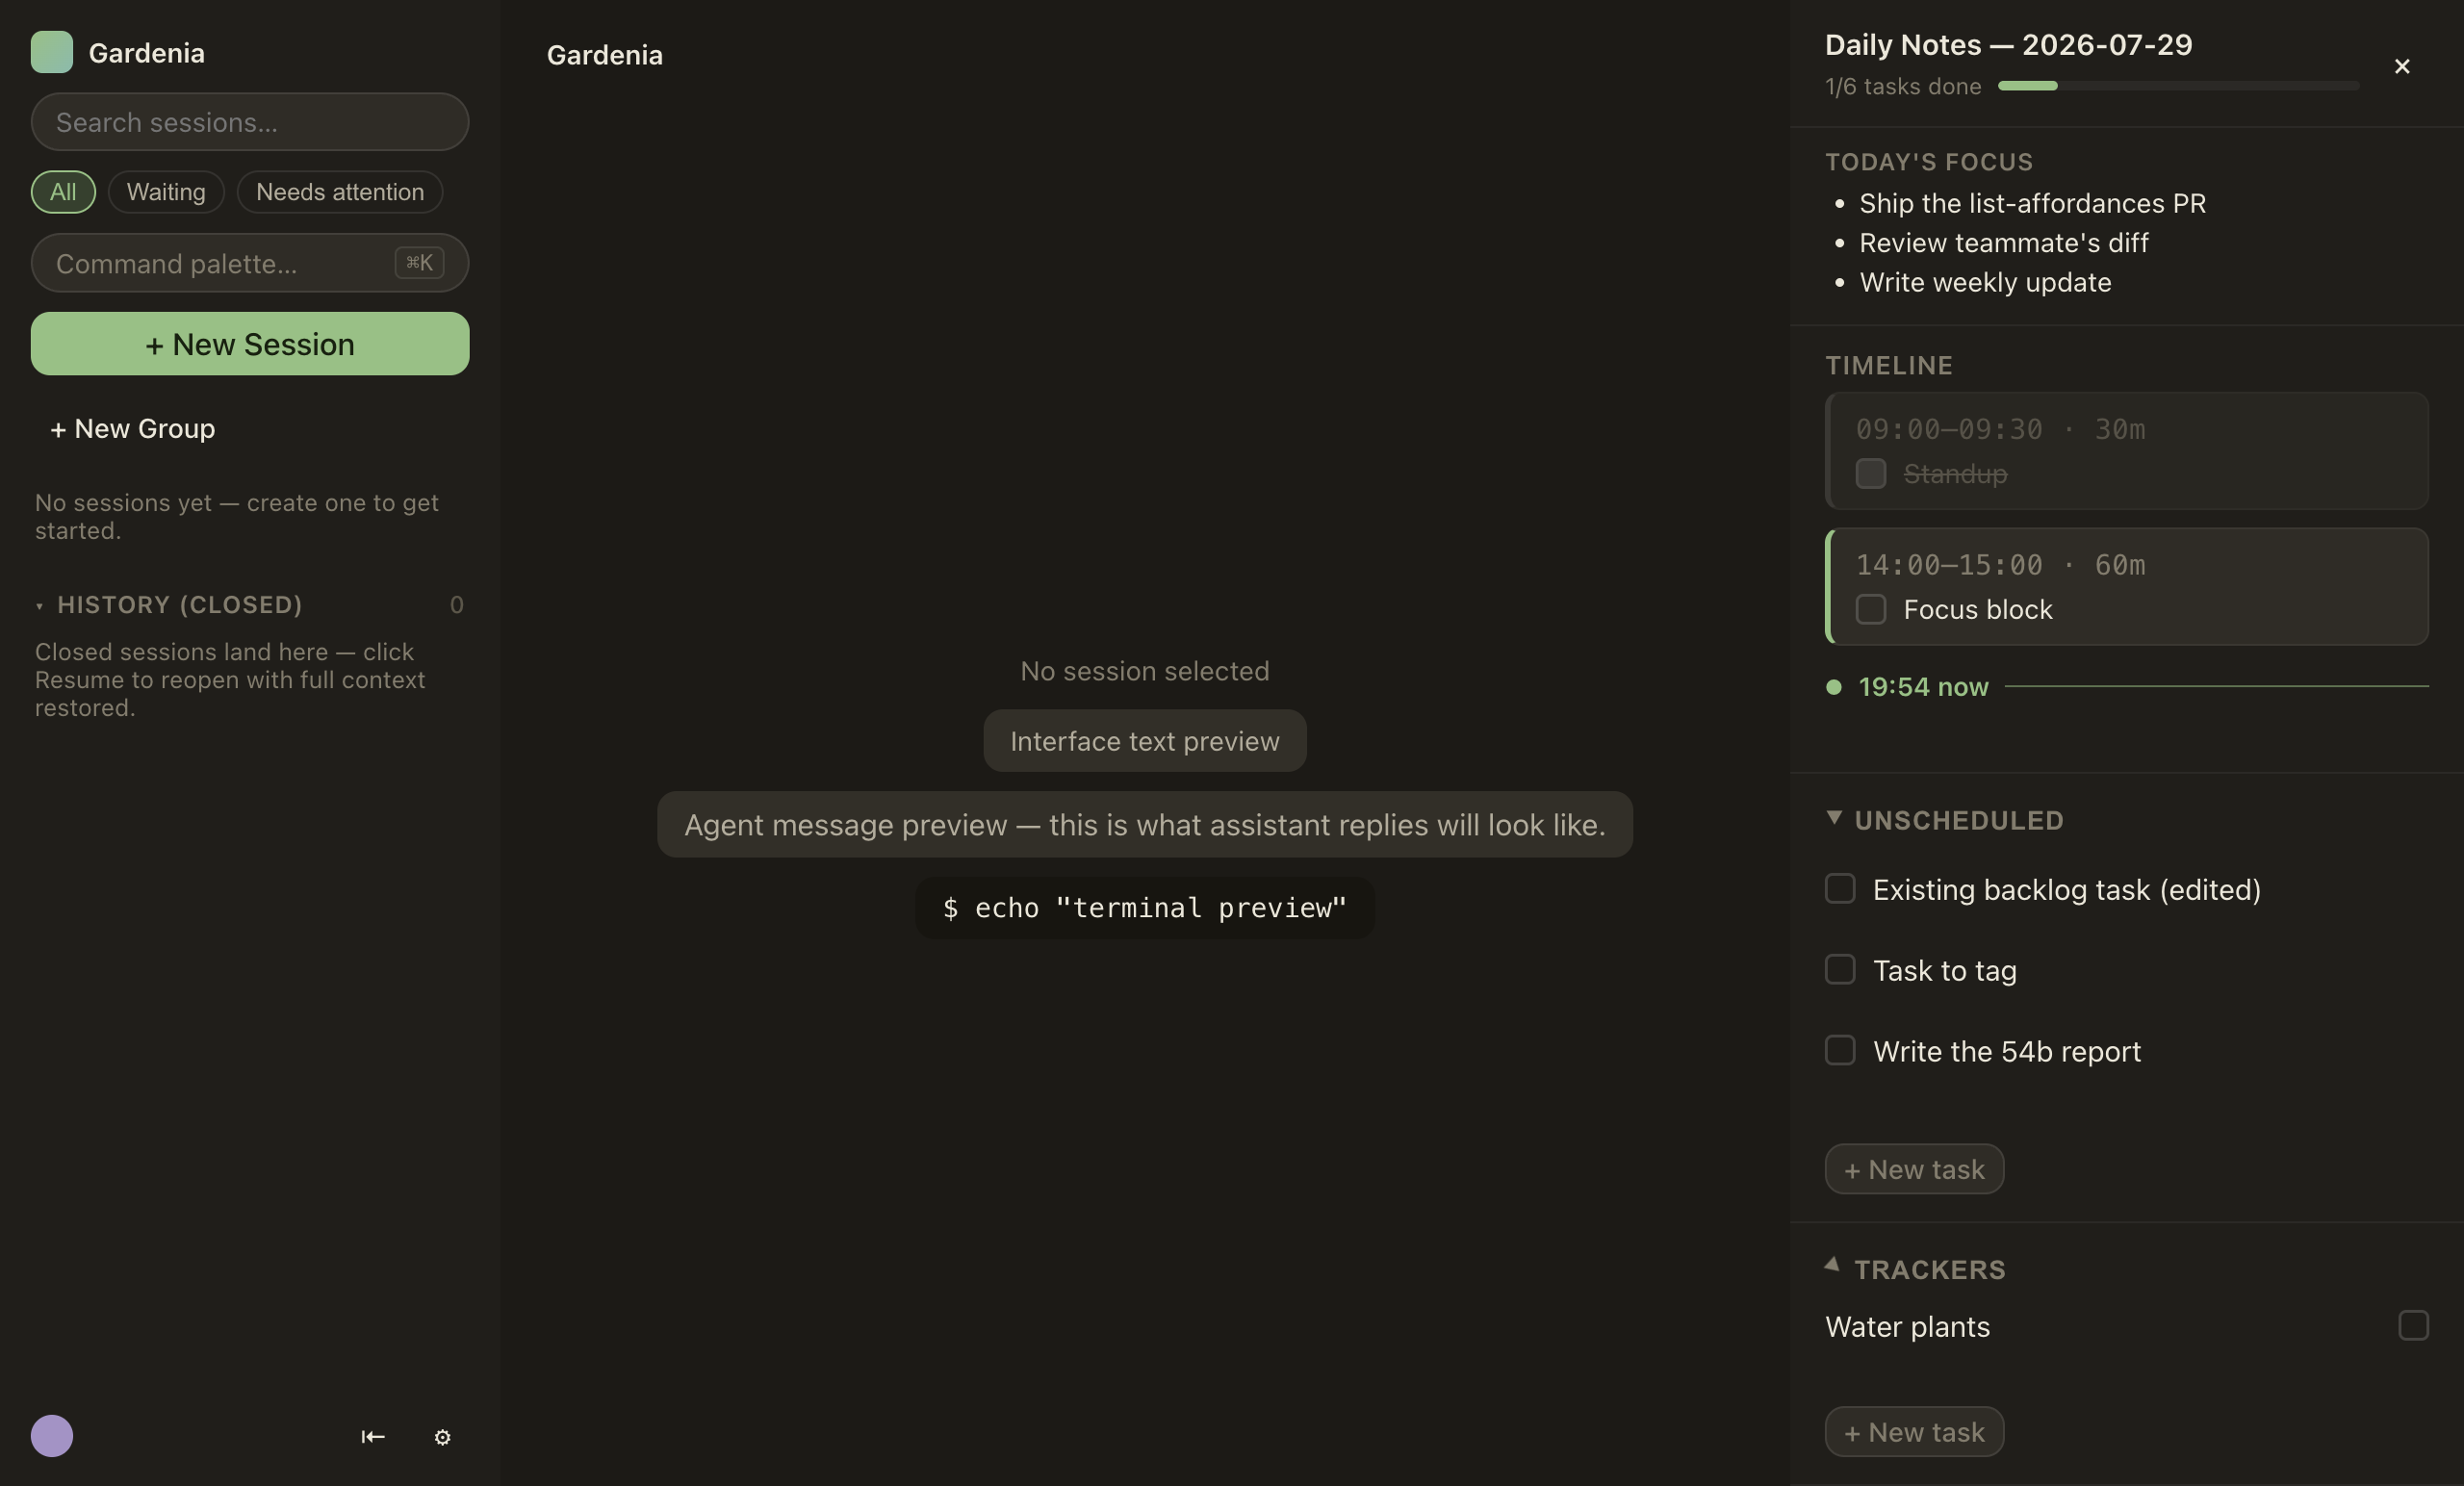 Gardenia
Search sessions...
All
Waiting
Needs attention
Command palette...
⌘K
+ New Session
+ New Group
No sessions yet — create one to get
started.
HISTORY (CLOSED)
0
Closed sessions land here — click
Resume to reopen with full context
restored.
Gardenia
No session selected
Interface text preview
Agent message preview — this is what assistant replies will look like.
$ echo "terminal preview"
Daily Notes — 2026-07-29
×
1/6 tasks done
TODAY'S FOCUS
• Ship the list-affordances PR
• Review teammate's diff
• Write weekly update
TIMELINE
09:00–09:30 · 30m
Standup
14:00–15:00 · 60m
Focus block
19:54 now
UNSCHEDULED
Existing backlog task (edited)
Task to tag
Write the 54b report
+ New task
TRACKERS
Water plants
+ New task